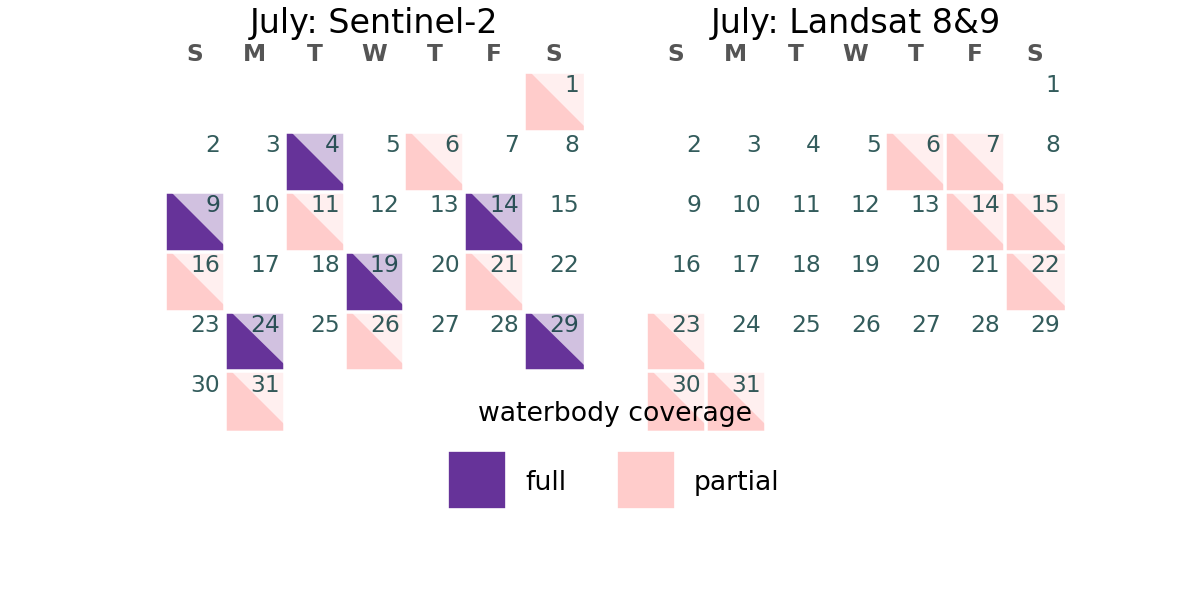 July: Sentinel-2
S M T W T F S
1
2 3 4 5 6 7 8
9 10 11 12 13 14 15
16 17 18 19 20 21 22
23 24 25 26 27 28 29
30 31
July: Landsat 8&9
S M T W T F S
1
2 3 4 5 6 7 8
9 10 11 12 13 14 15
16 17 18 19 20 21 22
23 24 25 26 27 28 29
30 31
waterbody coverage
full partial